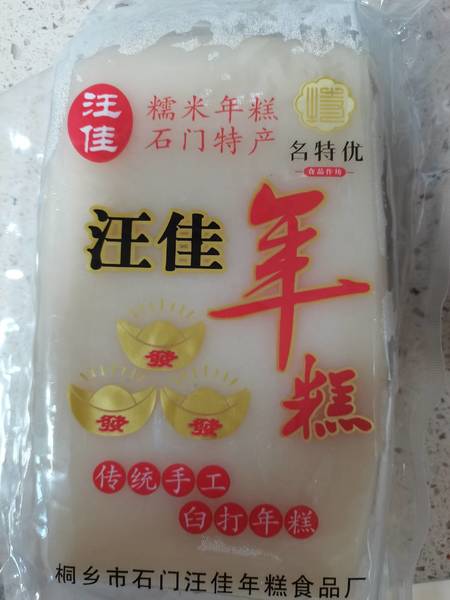 汪佳
糯米年糕
石门特产
名特优
食品作坊
汪佳
年糕
發
發
發
传统手工
臼打年糕
桐乡市石门汪佳年糕食品厂